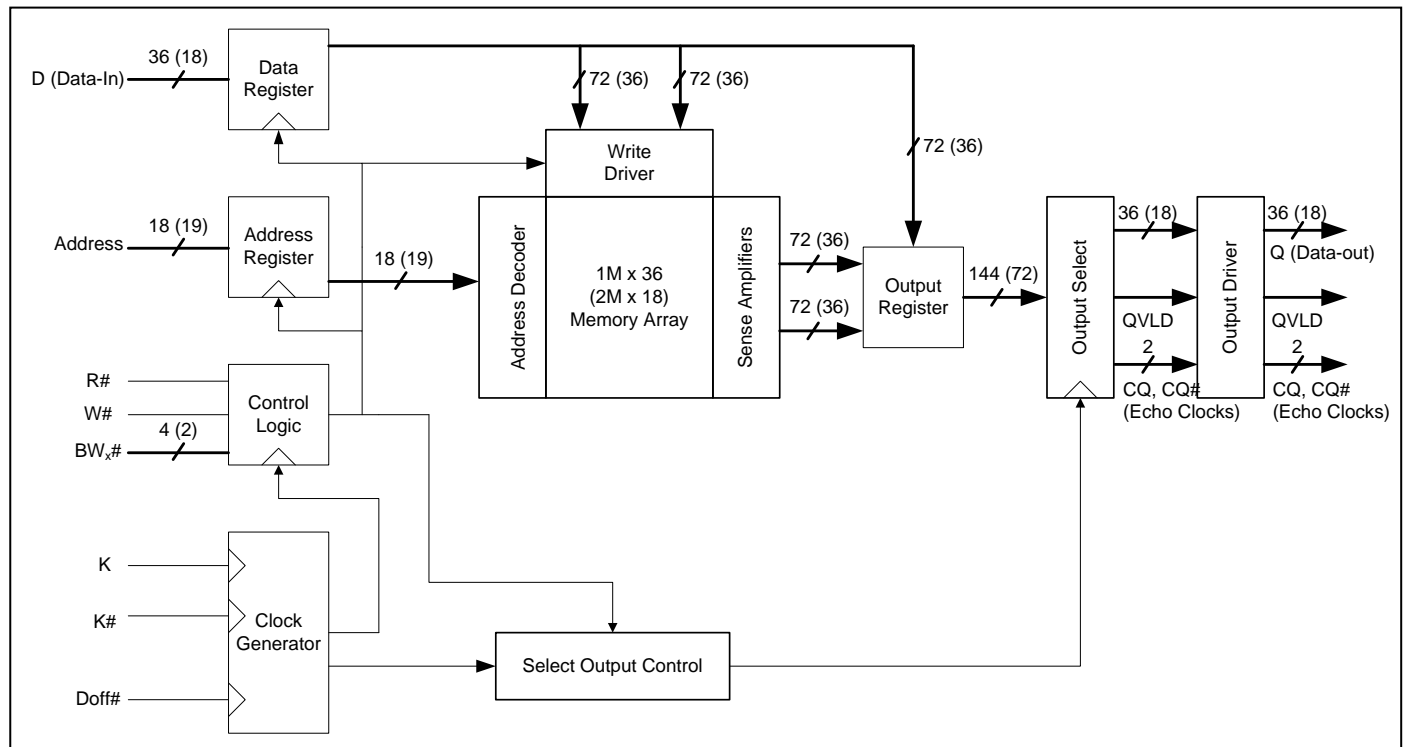 36 (18)
D (Data-In)
Data
Register
72 (36)
72 (36)
72 (36)
Write
Driver
18 (19)
Address
Address
Register
18 (19)
Address Decoder
1M x 36
(2M x 18)
Memory Array
Sense Amplifiers
72 (36)
72 (36)
Output
Register
144 (72)
Output Select
36 (18)
QVLD
2
CQ, CQ#
(Echo Clocks)
Output Driver
36 (18)
Q (Data-out)
QVLD
2
CQ, CQ#
(Echo Clocks)
R#
W#
4 (2)
BWx#
Control
Logic
K
K#
Doff#
Clock
Generator
Select Output Control